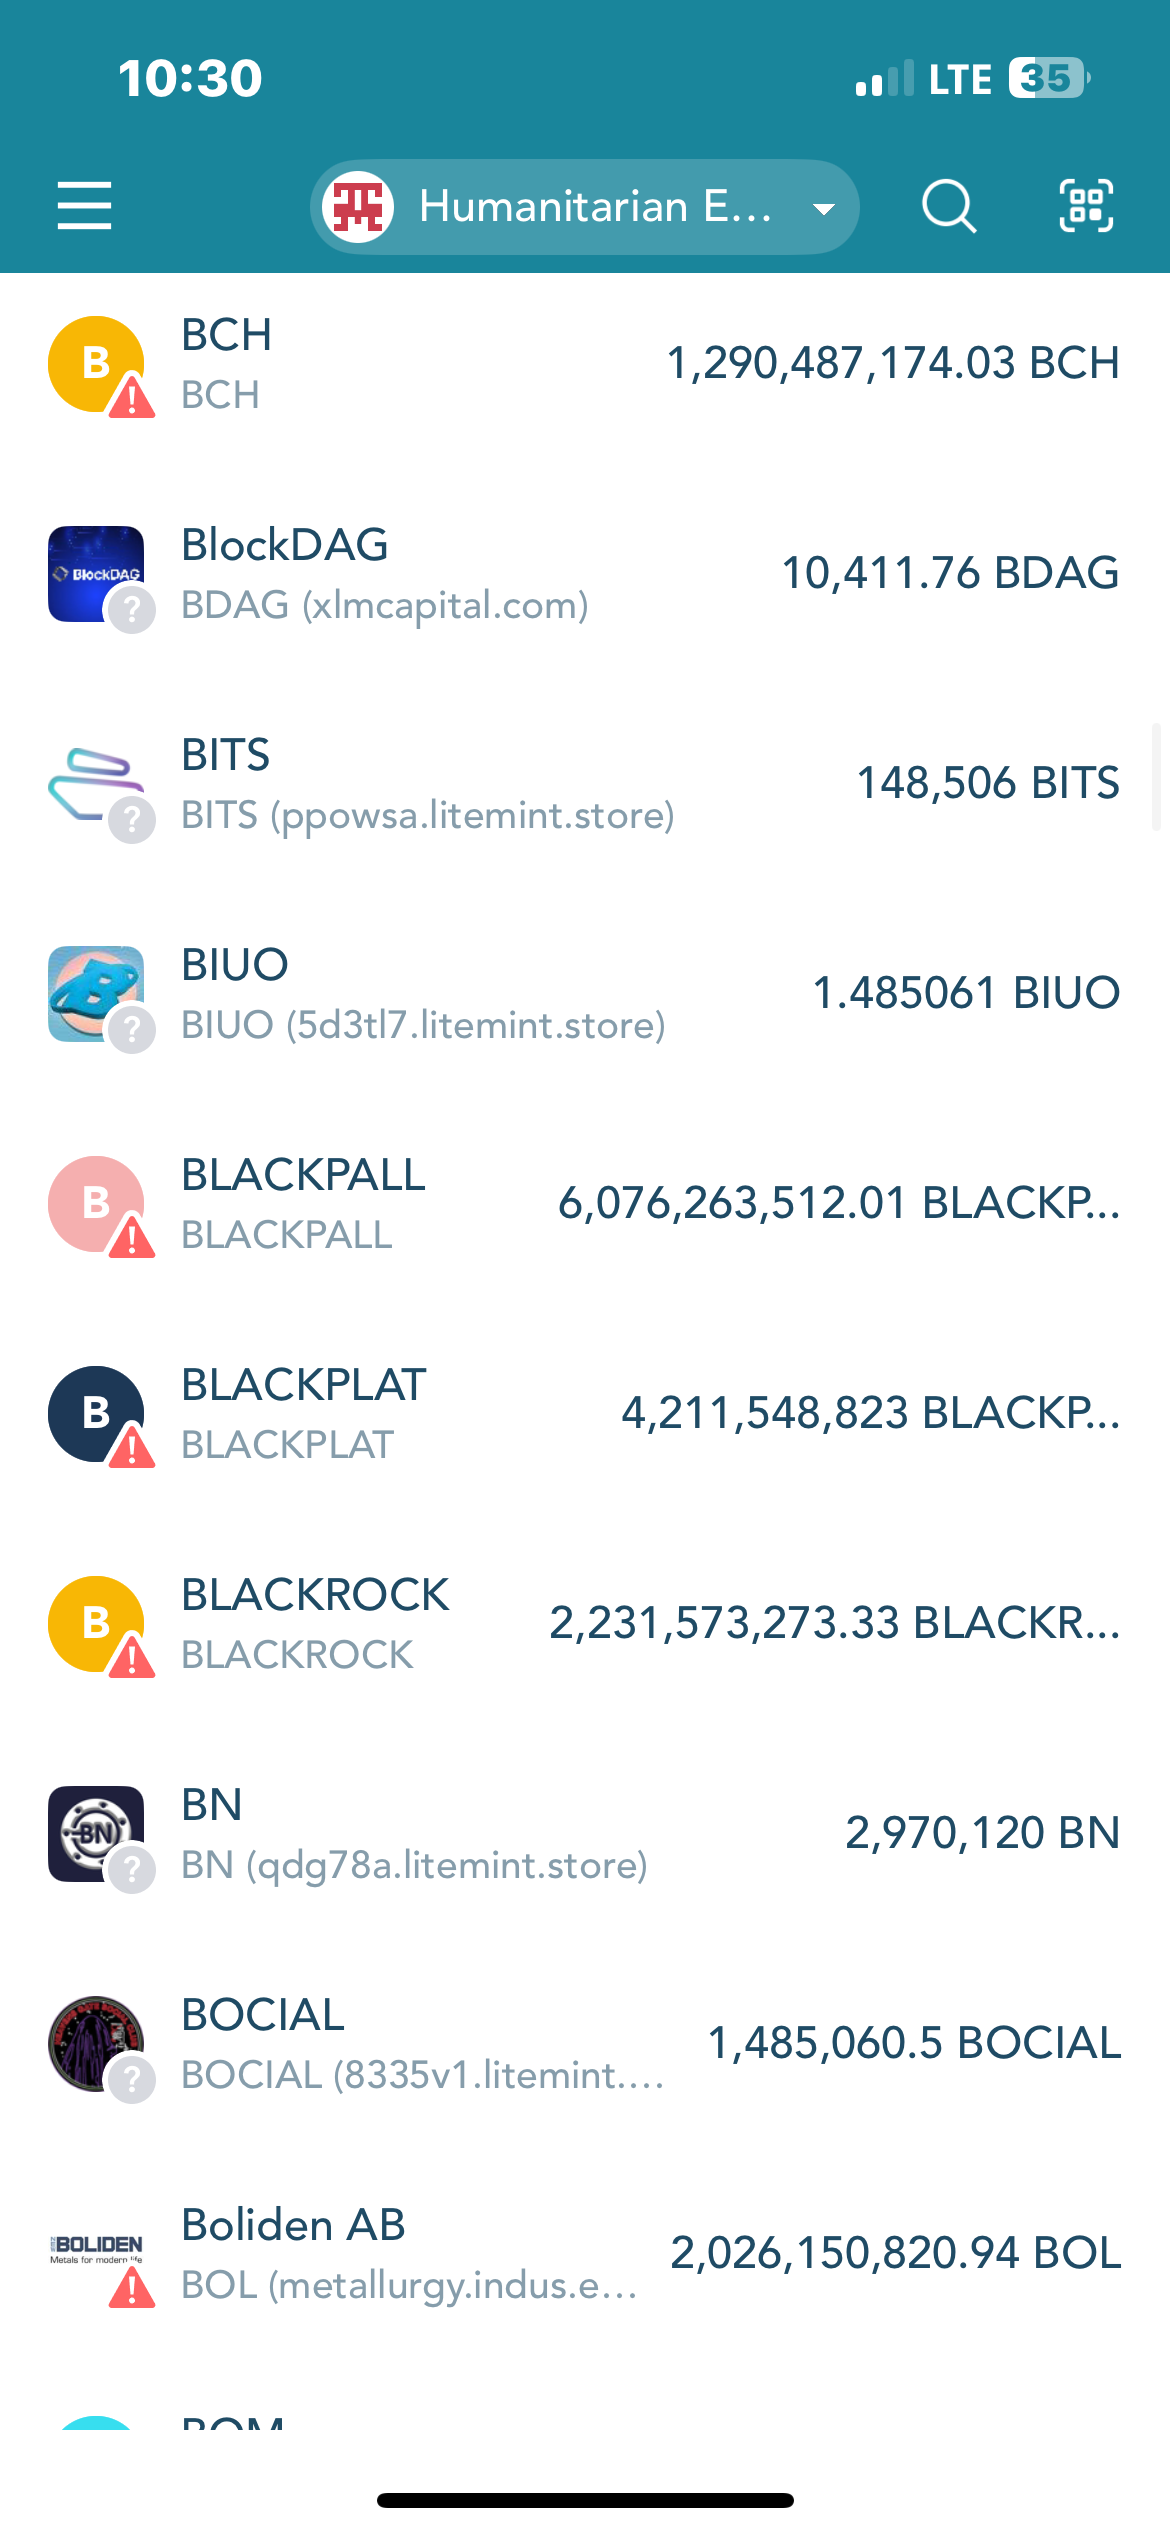 10:30 LTE 35
Humanitarian E...
B BCH
BCH
1,290,487,174.03 BCH
BlockDAG
BlockDAG
BDAG (xlmcapital.com)
10,411.76 BDAG
BITS
BITS (ppowsa.litemint.store)
148,506 BITS
BIUO
BIUO (5d3tl7.litemint.store)
1.485061 BIUO
B BLACKPALL
BLACKPALL
6,076,263,512.01 BLACKP...
B BLACKPLAT
BLACKPLAT
4,211,548,823 BLACKP...
B BLACKROCK
BLACKROCK
2,231,573,273.33 BLACKR...
BN
BN
BN (qdg78a.litemint.store)
2,970,120 BN
BOCIAL
BOCIAL (8335v1.litemint....
1,485,060.5 BOCIAL
BOLIDEN
Metals for modern life
Boliden AB
BOL (metallurgy.indus.e...
2,026,150,820.94 BOL
BOM